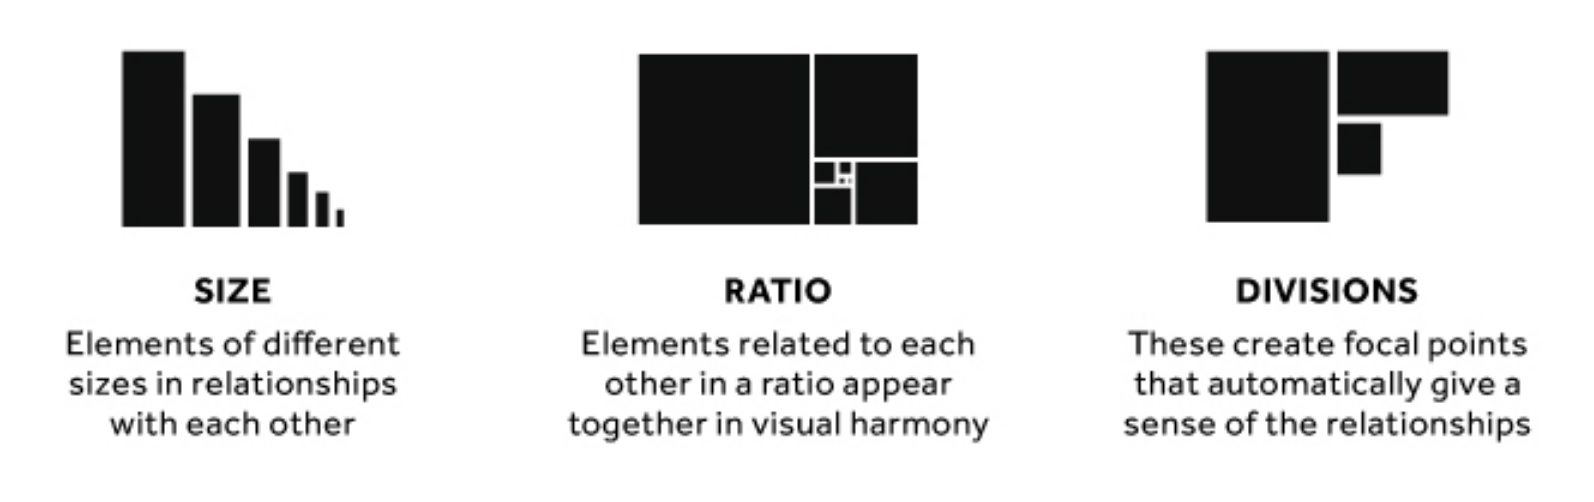 SIZE
Elements of different
sizes in relationships
with each other
RATIO
Elements related to each
other in a ratio appear
together in visual harmony
DIVISIONS
These create focal points
that automatically give a
sense of the relationships